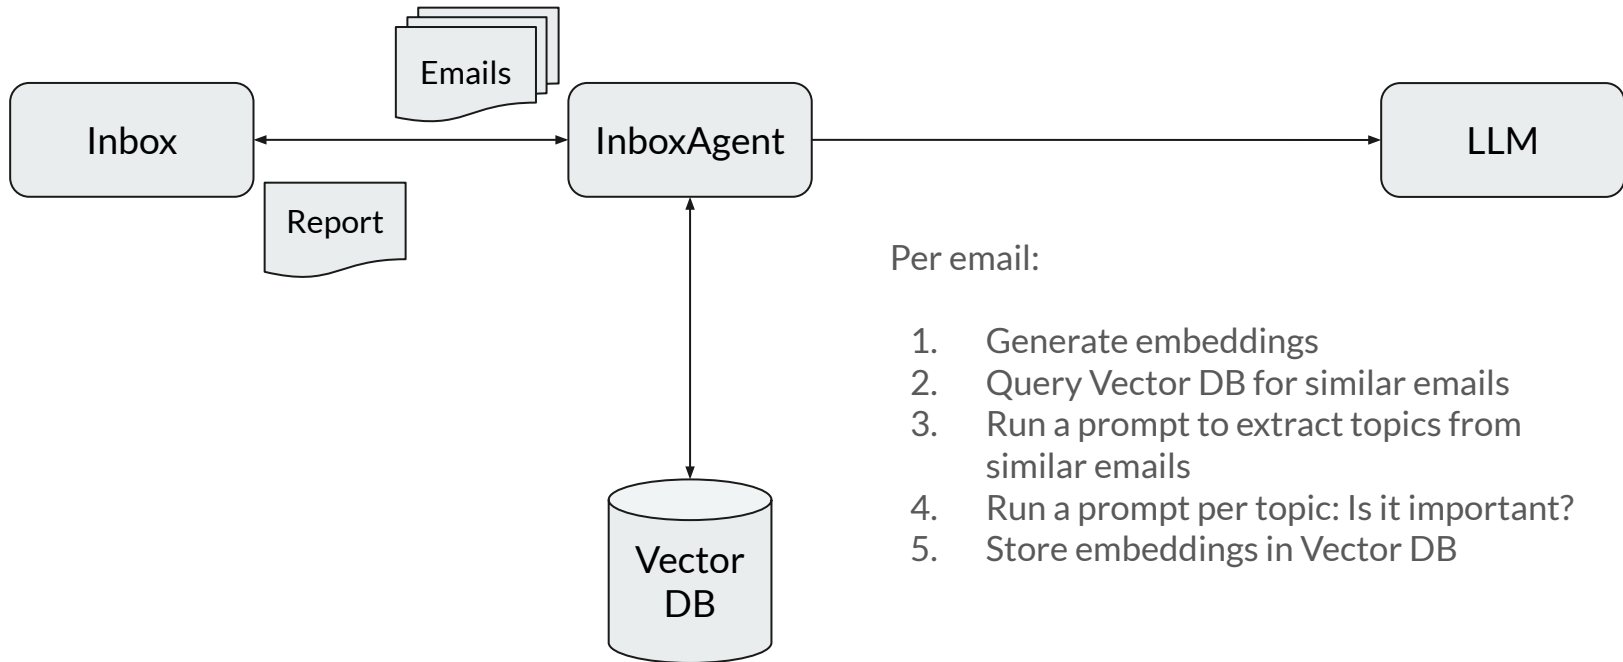 Emails
Inbox
InboxAgent
LLM
Report
Per email:
1. Generate embeddings
2. Query Vector DB for similar emails
3. Run a prompt to extract topics from
similar emails
4. Run a prompt per topic: Is it important?
5. Store embeddings in Vector DB
Vector
DB